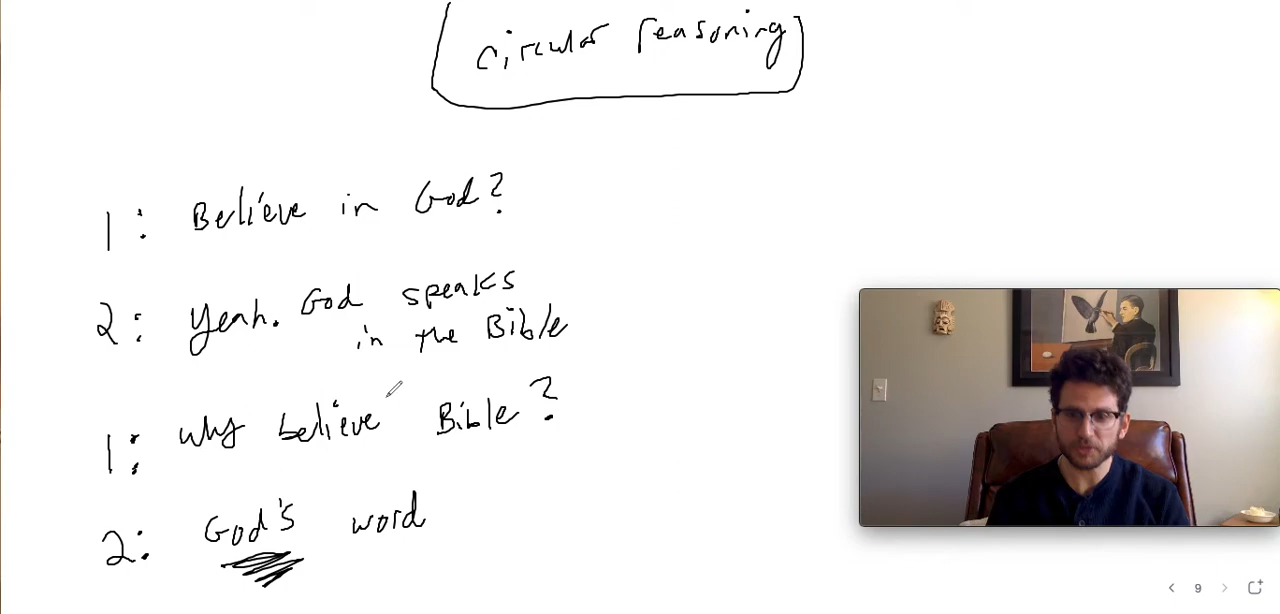 circular reasoning
1: Believe in God?
2: Yeah. God speaks
in the Bible
1: why believe Bible?
2: God's word
9